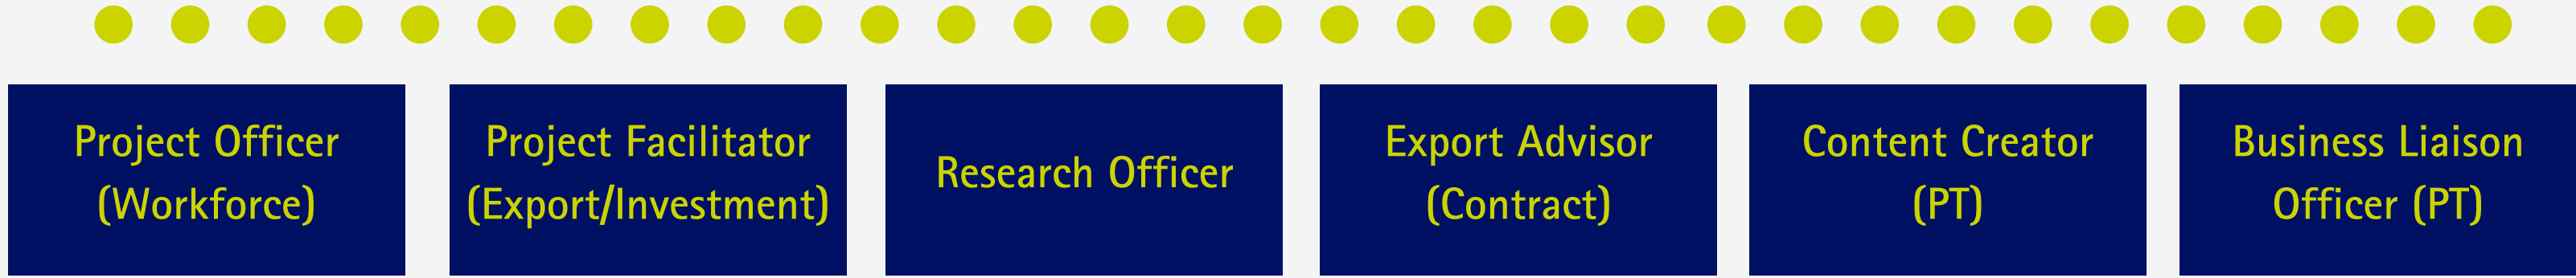 Project Officer
(Workforce)
Project Facilitator
(Export/Investment)
Research Officer
Export Advisor
(Contract)
Content Creator
(PT)
Business Liaison
Officer (PT)